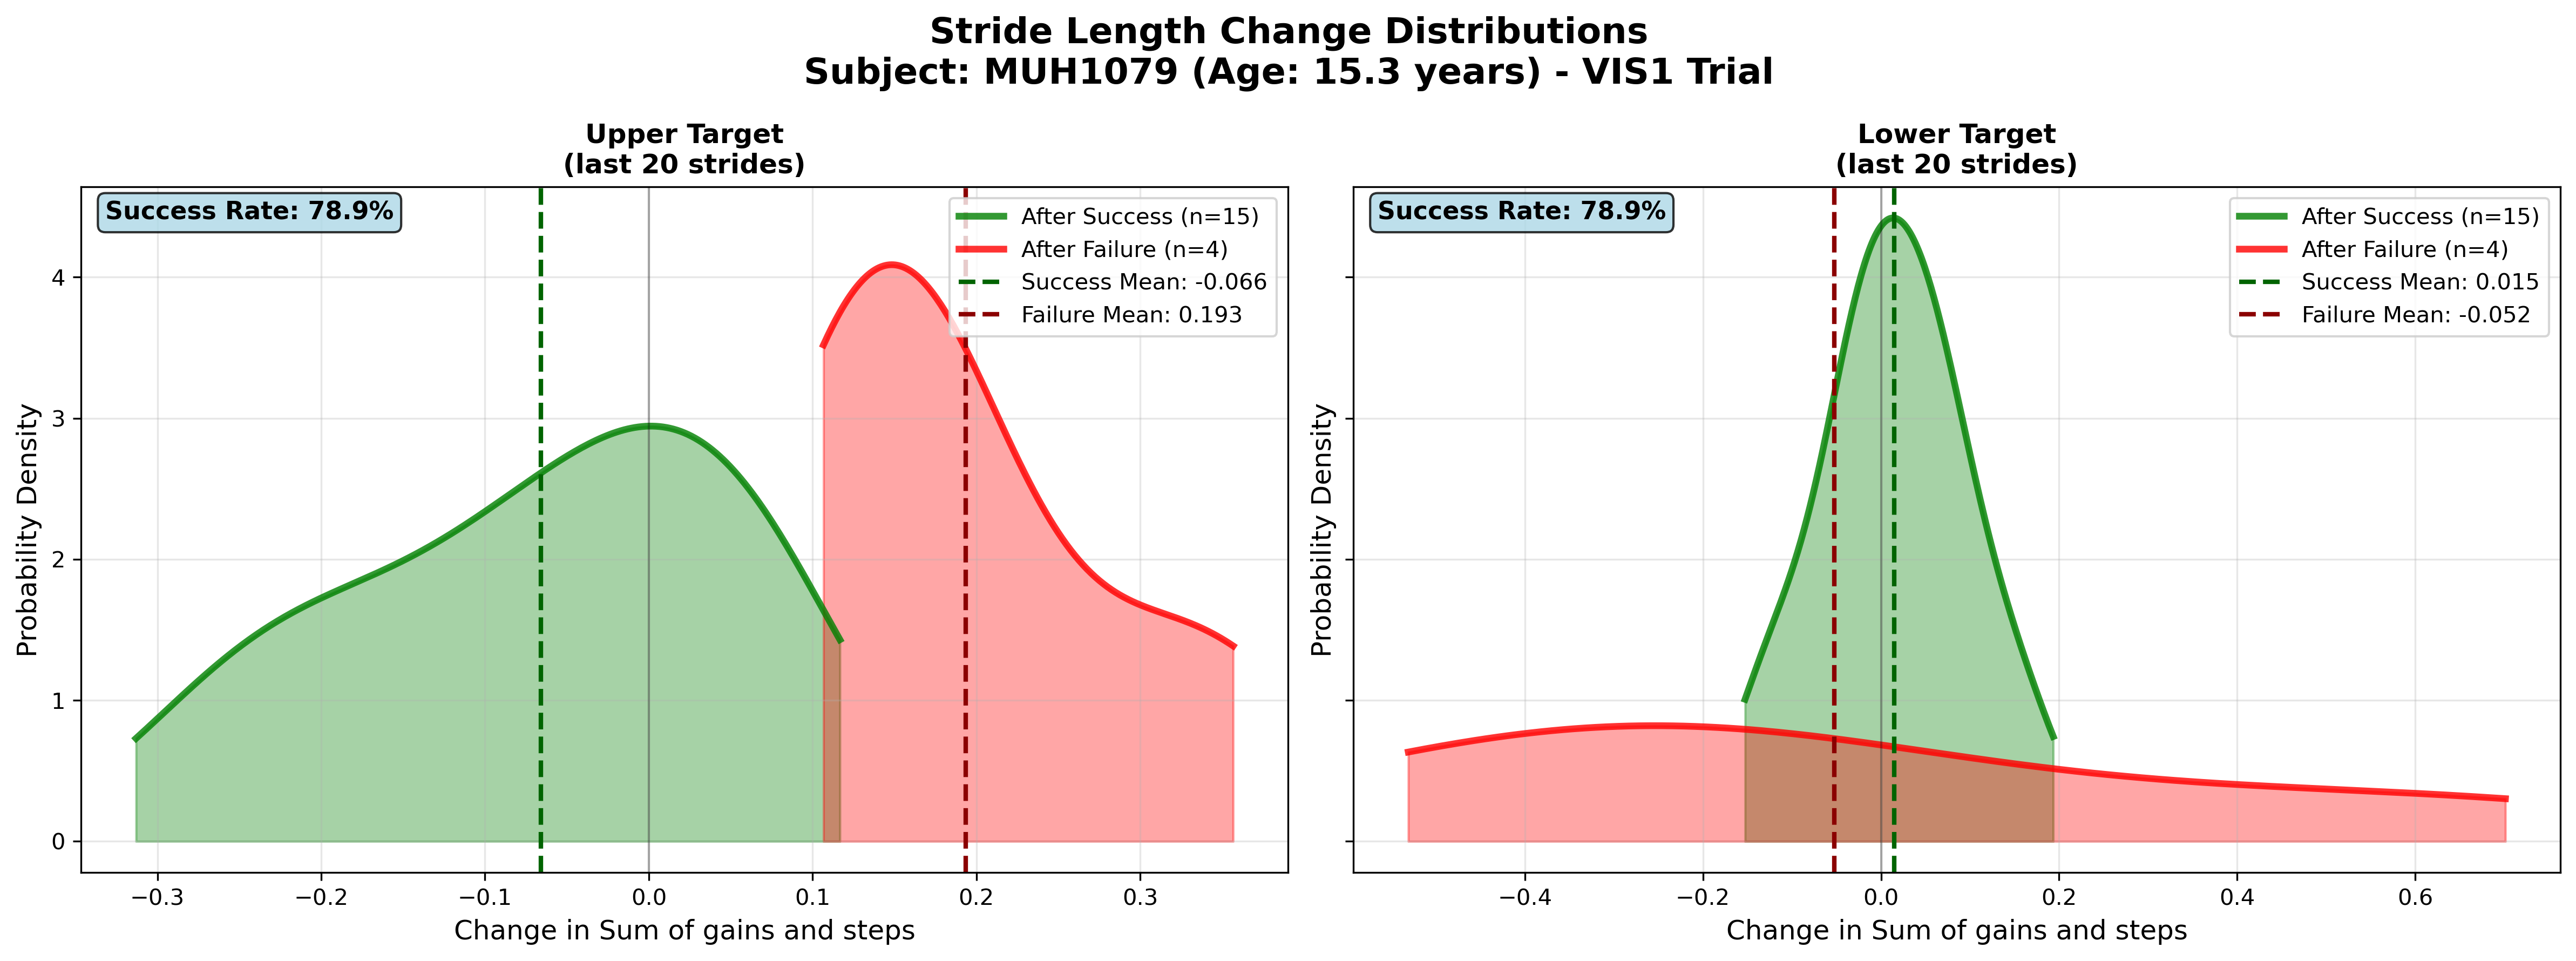 Stride Length Change Distributions
Subject: MUH1079 (Age: 15.3 years) - VIS1 Trial
Upper Target
(last 20 strides)
Success Rate: 78.9%
After Success (n=15)
After Failure (n=4)
Success Mean: -0.066
Failure Mean: 0.193
Probability Density
4
3
2
1
0
−0.3
−0.2
−0.1
0.0
0.1
0.2
0.3
Change in Sum of gains and steps
Lower Target
(last 20 strides)
Success Rate: 78.9%
After Success (n=15)
After Failure (n=4)
Success Mean: 0.015
Failure Mean: -0.052
Probability Density
−0.4
−0.2
0.0
0.2
0.4
0.6
Change in Sum of gains and steps